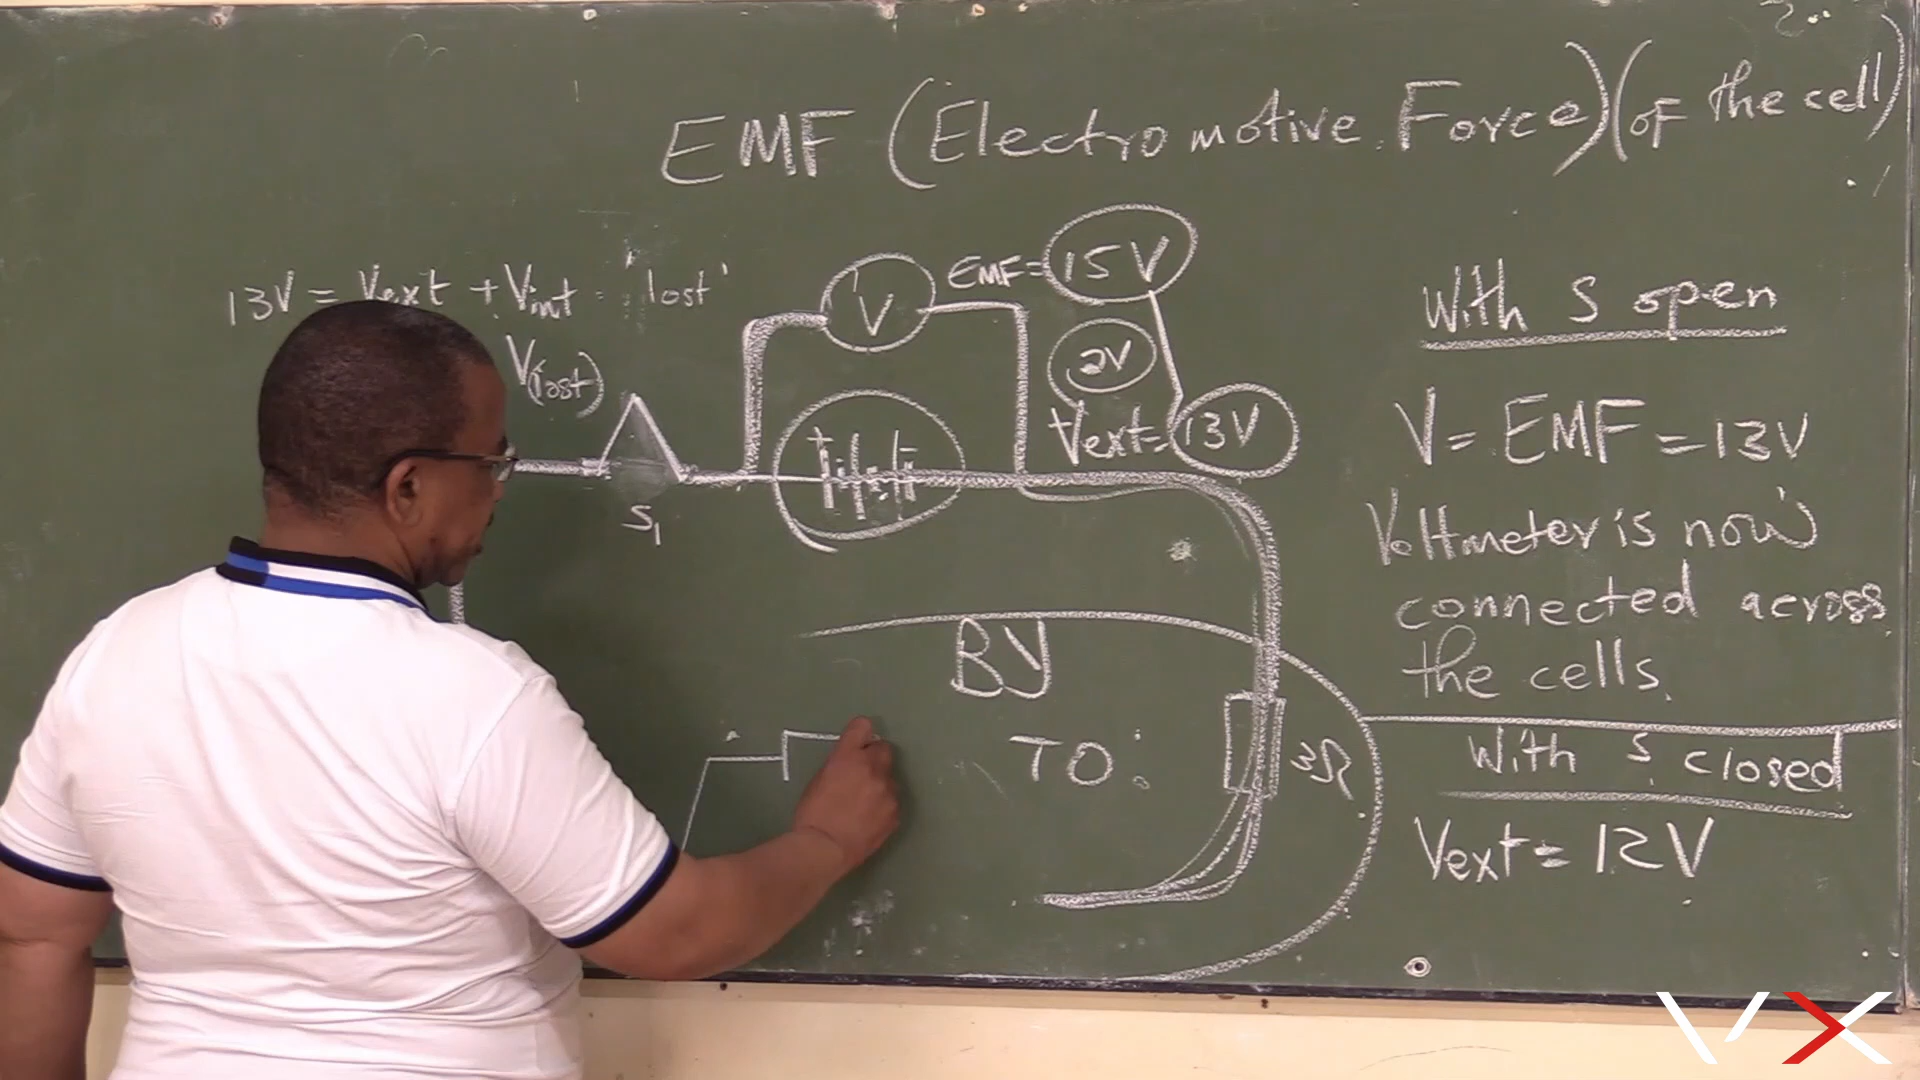 EMF (Electromotive Force) (of the cell)
13V = Vext + Vint = 'lost'
V(lost)
V
EMF = 15V
2V
Vext = 13V
S1
BY
TO:
3Ω
With S open
V = EMF = 13V
Voltmeter is now
connected across
the cells.
With S closed
Vext = 12V
VX